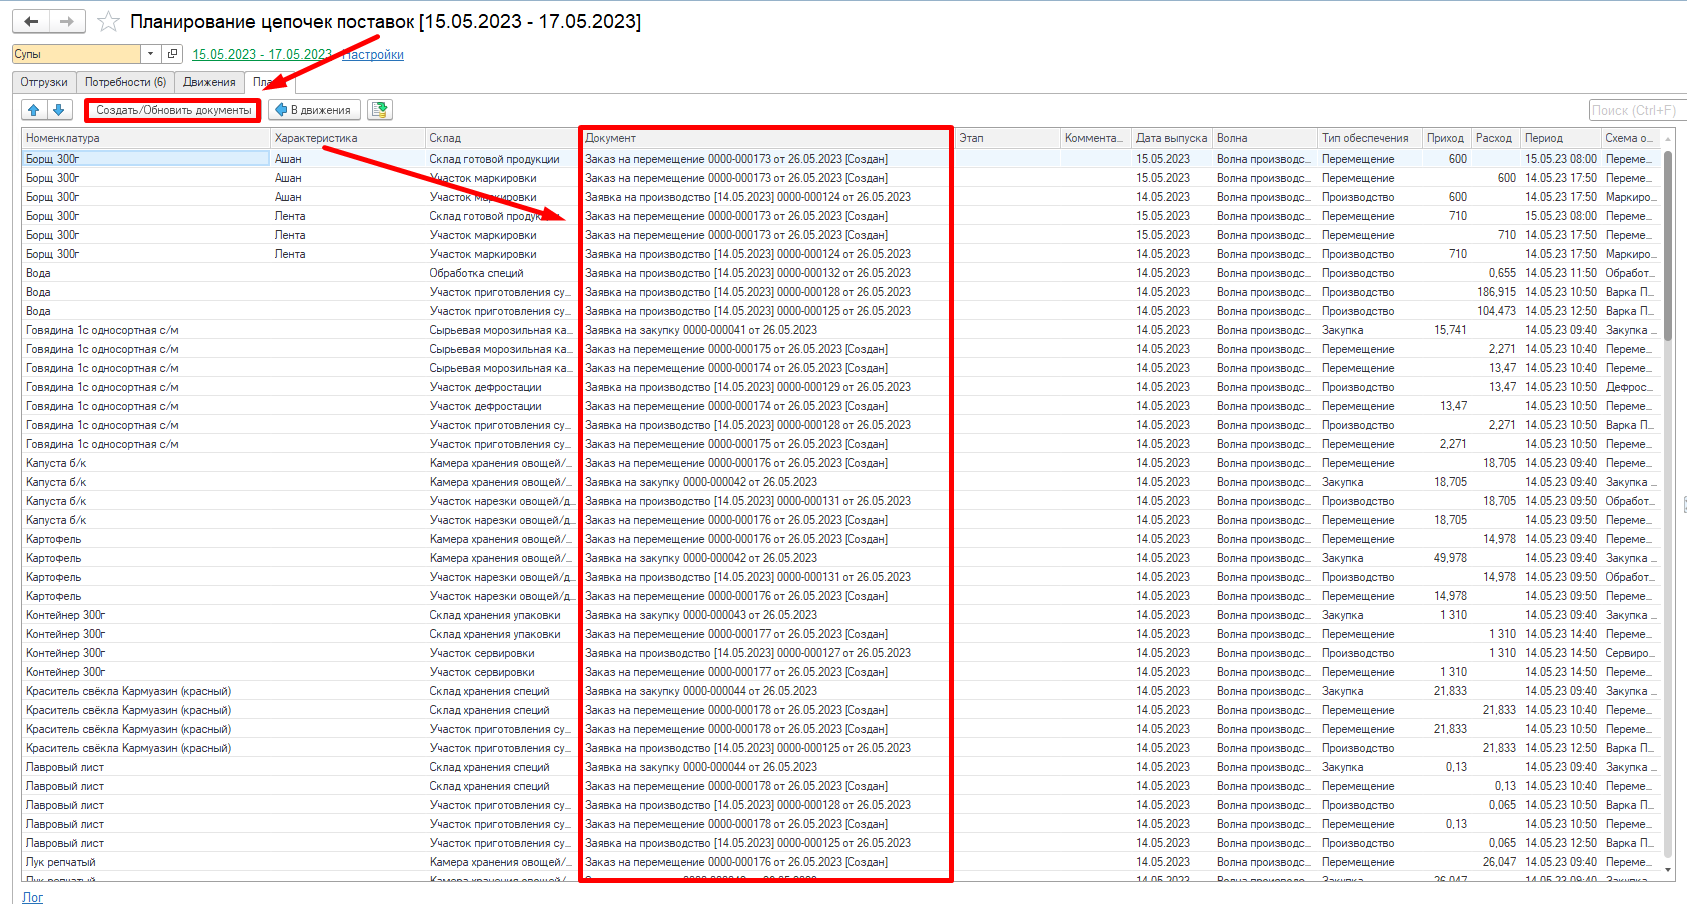 Планирование цепочек поставок [15.05.2023 - 17.05.2023]
Супы 15.05.2023 - 17.05.2023 Настройки
Отгрузки Потребности (6) Движения
Создать/Обновить документы В движения Поиск (Ctrl+F)
Номенклатура Характеристика Склад Документ Этап Коммента... Дата выпуска Волна Тип обеспечения Приход Расход Период Схема о...
Борщ 300г Ашан Склад готовой продукции Заказ на перемещение 0000-000173 от 26.05.2023 [Создан] 15.05.2023 Волна производс... Перемещение 600 15.05.23 08:00 Переме...
Борщ 300г Ашан Участок маркировки Заказ на перемещение 0000-000173 от 26.05.2023 [Создан] 15.05.2023 Волна производс... Перемещение 600 14.05.23 17:50 Переме...
Борщ 300г Ашан Участок маркировки Заявка на производство [14.05.2023] 0000-000124 от 26.05.2023 14.05.2023 Волна производс... Производство 600 14.05.23 17:50 Маркиро...
Борщ 300г Лента Склад готовой Заказ на перемещение 0000-000173 от 26.05.2023 [Создан] 15.05.2023 Волна производс... Перемещение 710 15.05.23 08:00 Переме...
Борщ 300г Лента Участок маркировки Заказ на перемещение 0000-000173 от 26.05.2023 [Создан] 15.05.2023 Волна производс... Перемещение 710 14.05.23 17:50 Переме...
Борщ 300г Лента Участок маркировки Заявка на производство [14.05.2023] 0000-000124 от 26.05.2023 14.05.2023 Волна производс... Производство 710 14.05.23 17:50 Маркиро...
Вода Обработка специй Заявка на производство [14.05.2023] 0000-000132 от 26.05.2023 14.05.2023 Волна производс... Производство 0,655 14.05.23 11:50 Обработ...
Вода Участок приготовления су... Заявка на производство [14.05.2023] 0000-000128 от 26.05.2023 14.05.2023 Волна производс... Производство 186,915 14.05.23 10:50 Варка П...
Вода Участок приготовления су... Заявка на производство [14.05.2023] 0000-000125 от 26.05.2023 14.05.2023 Волна производс... Производство 104,473 14.05.23 12:50 Варка П...
Говядина 1с односортная с/м Сырьевая морозильная ка... Заявка на закупку 0000-000041 от 26.05.2023 14.05.2023 Волна производс... Закупка 15,741 14.05.23 09:40 Закупка ...
Говядина 1с односортная с/м Сырьевая морозильная ка... Заказ на перемещение 0000-000175 от 26.05.2023 [Создан] 14.05.2023 Волна производс... Перемещение 2,271 14.05.23 10:40 Переме...
Говядина 1с односортная с/м Сырьевая морозильная ка... Заказ на перемещение 0000-000174 от 26.05.2023 [Создан] 14.05.2023 Волна производс... Перемещение 13,47 14.05.23 10:40 Переме...
Говядина 1с односортная с/м Участок дефростации Заявка на производство [14.05.2023] 0000-000129 от 26.05.2023 14.05.2023 Волна производс... Производство 13,47 14.05.23 10:50 Дефрос...
Говядина 1с односортная с/м Участок дефростации Заказ на перемещение 0000-000174 от 26.05.2023 [Создан] 14.05.2023 Волна производс... Перемещение 13,47 14.05.23 10:50 Переме...
Говядина 1с односортная с/м Участок приготовления су... Заявка на производство [14.05.2023] 0000-000128 от 26.05.2023 14.05.2023 Волна производс... Производство 2,271 14.05.23 10:50 Варка П...
Говядина 1с односортная с/м Участок приготовления су... Заказ на перемещение 0000-000175 от 26.05.2023 [Создан] 14.05.2023 Волна производс... Перемещение 2,271 14.05.23 10:50 Переме...
Капуста б/к Камера хранения овощей/... Заказ на перемещение 0000-000176 от 26.05.2023 [Создан] 14.05.2023 Волна производс... Перемещение 18,705 14.05.23 09:40 Переме...
Капуста б/к Камера хранения овощей/... Заявка на закупку 0000-000042 от 26.05.2023 14.05.2023 Волна производс... Закупка 18,705 14.05.23 09:40 Закупка ...
Капуста б/к Участок нарезки овощей/д... Заявка на производство [14.05.2023] 0000-000131 от 26.05.2023 14.05.2023 Волна производс... Производство 18,705 14.05.23 09:50 Обработ...
Капуста б/к Участок нарезки овощей/д... Заказ на перемещение 0000-000176 от 26.05.2023 [Создан] 14.05.2023 Волна производс... Перемещение 18,705 14.05.23 09:50 Переме...
Картофель Камера хранения овощей/... Заказ на перемещение 0000-000176 от 26.05.2023 [Создан] 14.05.2023 Волна производс... Перемещение 14,978 14.05.23 09:40 Переме...
Картофель Камера хранения овощей/... Заявка на закупку 0000-000042 от 26.05.2023 14.05.2023 Волна производс... Закупка 49,978 14.05.23 09:40 Закупка ...
Картофель Участок нарезки овощей/д... Заявка на производство [14.05.2023] 0000-000131 от 26.05.2023 14.05.2023 Волна производс... Производство 14,978 14.05.23 09:50 Обработ...
Картофель Участок нарезки овощей/д... Заказ на перемещение 0000-000176 от 26.05.2023 [Создан] 14.05.2023 Волна производс... Перемещение 14,978 14.05.23 09:50 Переме...
Контейнер 300г Склад хранения упаковки Заявка на закупку 0000-000043 от 26.05.2023 14.05.2023 Волна производс... Закупка 1 310 14.05.23 09:40 Закупка ...
Контейнер 300г Склад хранения упаковки Заказ на перемещение 0000-000177 от 26.05.2023 [Создан] 14.05.2023 Волна производс... Перемещение 1 310 14.05.23 14:40 Переме...
Контейнер 300г Участок сервировки Заявка на производство [14.05.2023] 0000-000127 от 26.05.2023 14.05.2023 Волна производс... Производство 1 310 14.05.23 14:50 Сервиро...
Контейнер 300г Участок сервировки Заказ на перемещение 0000-000177 от 26.05.2023 [Создан] 14.05.2023 Волна производс... Перемещение 1 310 14.05.23 14:50 Переме...
Краситель свёкла Кармуазин (красный) Склад хранения специй Заявка на закупку 0000-000044 от 26.05.2023 14.05.2023 Волна производс... Закупка 21,833 14.05.23 09:40 Закупка ...
Краситель свёкла Кармуазин (красный) Склад хранения специй Заказ на перемещение 0000-000178 от 26.05.2023 [Создан] 14.05.2023 Волна производс... Перемещение 21,833 14.05.23 10:40 Переме...
Краситель свёкла Кармуазин (красный) Участок приготовления су... Заказ на перемещение 0000-000178 от 26.05.2023 [Создан] 14.05.2023 Волна производс... Перемещение 21,833 14.05.23 10:50 Переме...
Краситель свёкла Кармуазин (красный) Участок приготовления су... Заявка на производство [14.05.2023] 0000-000125 от 26.05.2023 14.05.2023 Волна производс... Производство 21,833 14.05.23 12:50 Варка П...
Лавровый лист Склад хранения специй Заявка на закупку 0000-000044 от 26.05.2023 14.05.2023 Волна производс... Закупка 0,13 14.05.23 09:40 Закупка ...
Лавровый лист Склад хранения специй Заказ на перемещение 0000-000178 от 26.05.2023 [Создан] 14.05.2023 Волна производс... Перемещение 0,13 14.05.23 10:40 Переме...
Лавровый лист Участок приготовления су... Заявка на производство [14.05.2023] 0000-000128 от 26.05.2023 14.05.2023 Волна производс... Производство 0,065 14.05.23 10:50 Варка П...
Лавровый лист Участок приготовления су... Заказ на перемещение 0000-000178 от 26.05.2023 [Создан] 14.05.2023 Волна производс... Перемещение 0,13 14.05.23 10:50 Переме...
Лавровый лист Участок приготовления су... Заявка на производство [14.05.2023] 0000-000125 от 26.05.2023 14.05.2023 Волна производс... Производство 0,065 14.05.23 12:50 Варка П...
Лук репчатый Камера хранения овощей/... Заказ на перемещение 0000-000176 от 26.05.2023 [Создан] 14.05.2023 Волна производс... Перемещение 26,047 14.05.23 09:40 Переме...
Лог